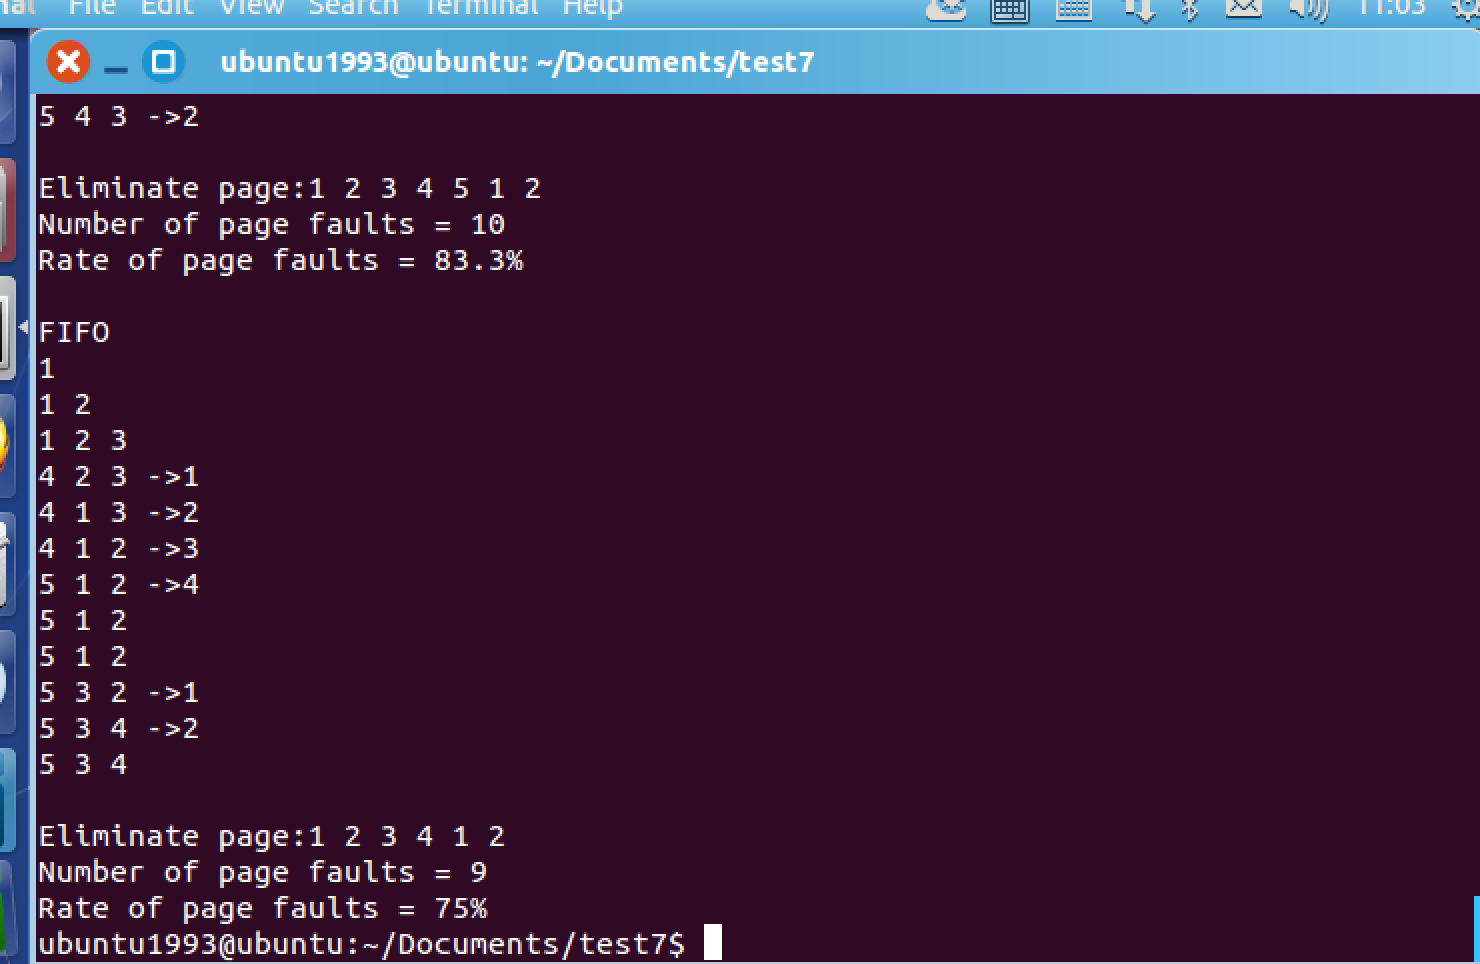 File Edit View Search Terminal Help 11:03
ubuntu1993@ubuntu: ~/Documents/test7
5 4 3 ->2
Eliminate page:1 2 3 4 5 1 2
Number of page faults = 10
Rate of page faults = 83.3%
FIFO
1
1 2
1 2 3
4 2 3 ->1
4 1 3 ->2
4 1 2 ->3
5 1 2 ->4
5 1 2
5 1 2
5 3 2 ->1
5 3 4 ->2
5 3 4
Eliminate page:1 2 3 4 1 2
Number of page faults = 9
Rate of page faults = 75%
ubuntu1993@ubuntu:~/Documents/test7$